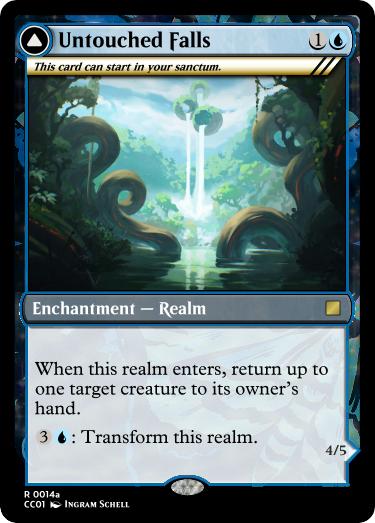 Untouched Falls 1
This card can start in your sanctum.
Enchantment — Realm
When this realm enters, return up to
one target creature to its owner's
hand.
3 : Transform this realm.
4/5
R 0014a
CC01 Ingram Schell